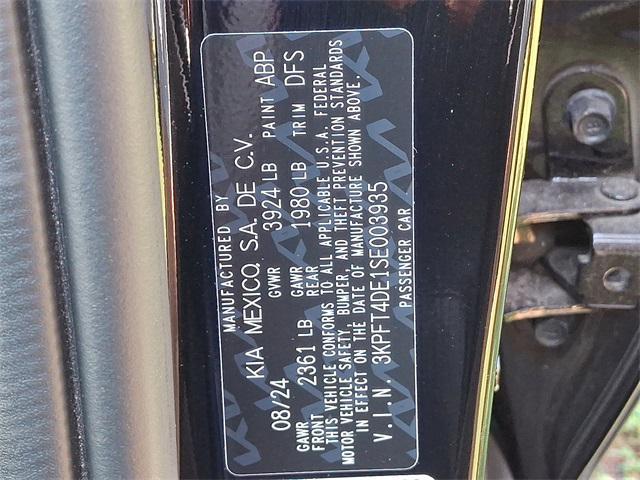 MANUFACTURED BY
KIA MEXICO, S.A. DE C.V.
08/24 GVWR 3924 LB PAINT ABP
GAWR FRONT 2361 LB GAWR REAR 1980 LB TRIM DFS
THIS VEHICLE CONFORMS TO ALL APPLICABLE U.S.A. FEDERAL
MOTOR VEHICLE SAFETY, BUMPER, AND THEFT PREVENTION STANDARDS
IN EFFECT ON THE DATE OF MANUFACTURE SHOWN ABOVE.
V.I.N. 3KPFT4DE1SE003935
PASSENGER CAR